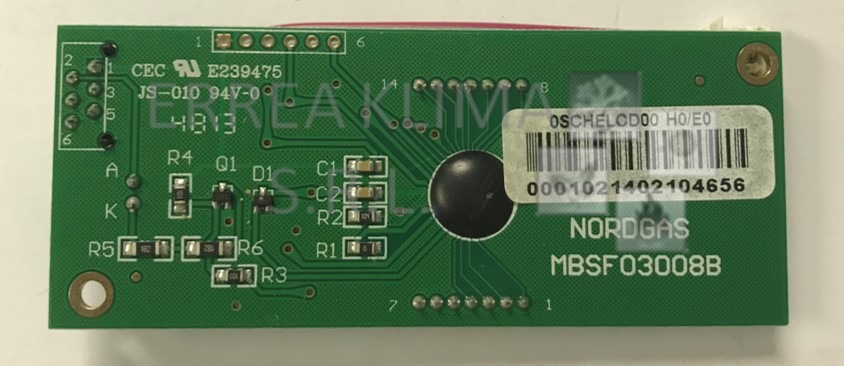 1 6
2 1
3
5
6
CEC RU E239475
JS-010 94V-0
4813
14 8
ERREA KLIMA
S.R.L.
0SCHELCD00 H0/E0
0001021402104656
NORDGAS
MBSF03008B
A
K
R4
Q1
D1
C1
C2
R2
R1
R5
R6
R3
7 1